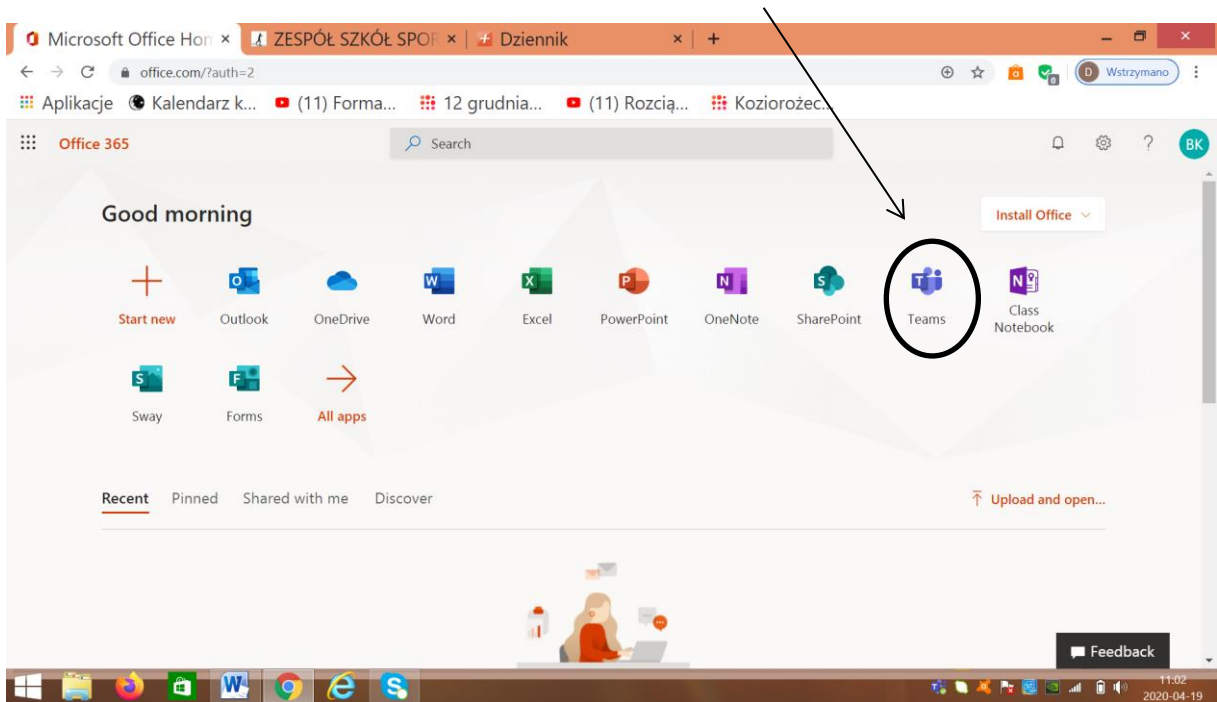 Microsoft Office Hon ZESPÓŁ SZKÓŁ SPOR Dziennik
office.com/?auth=2 D Wstrzymano
Aplikacje Kalendarz k... (11) Forma... 12 grudnia... (11) Rozcią... Koziorożec...
Office 365 Search ? BK
Good morning Install Office
Start new Outlook OneDrive Word Excel PowerPoint OneNote SharePoint Teams Class Notebook
Sway Forms All apps
Recent Pinned Shared with me Discover Upload and open...
Feedback
11:02
2020-04-19